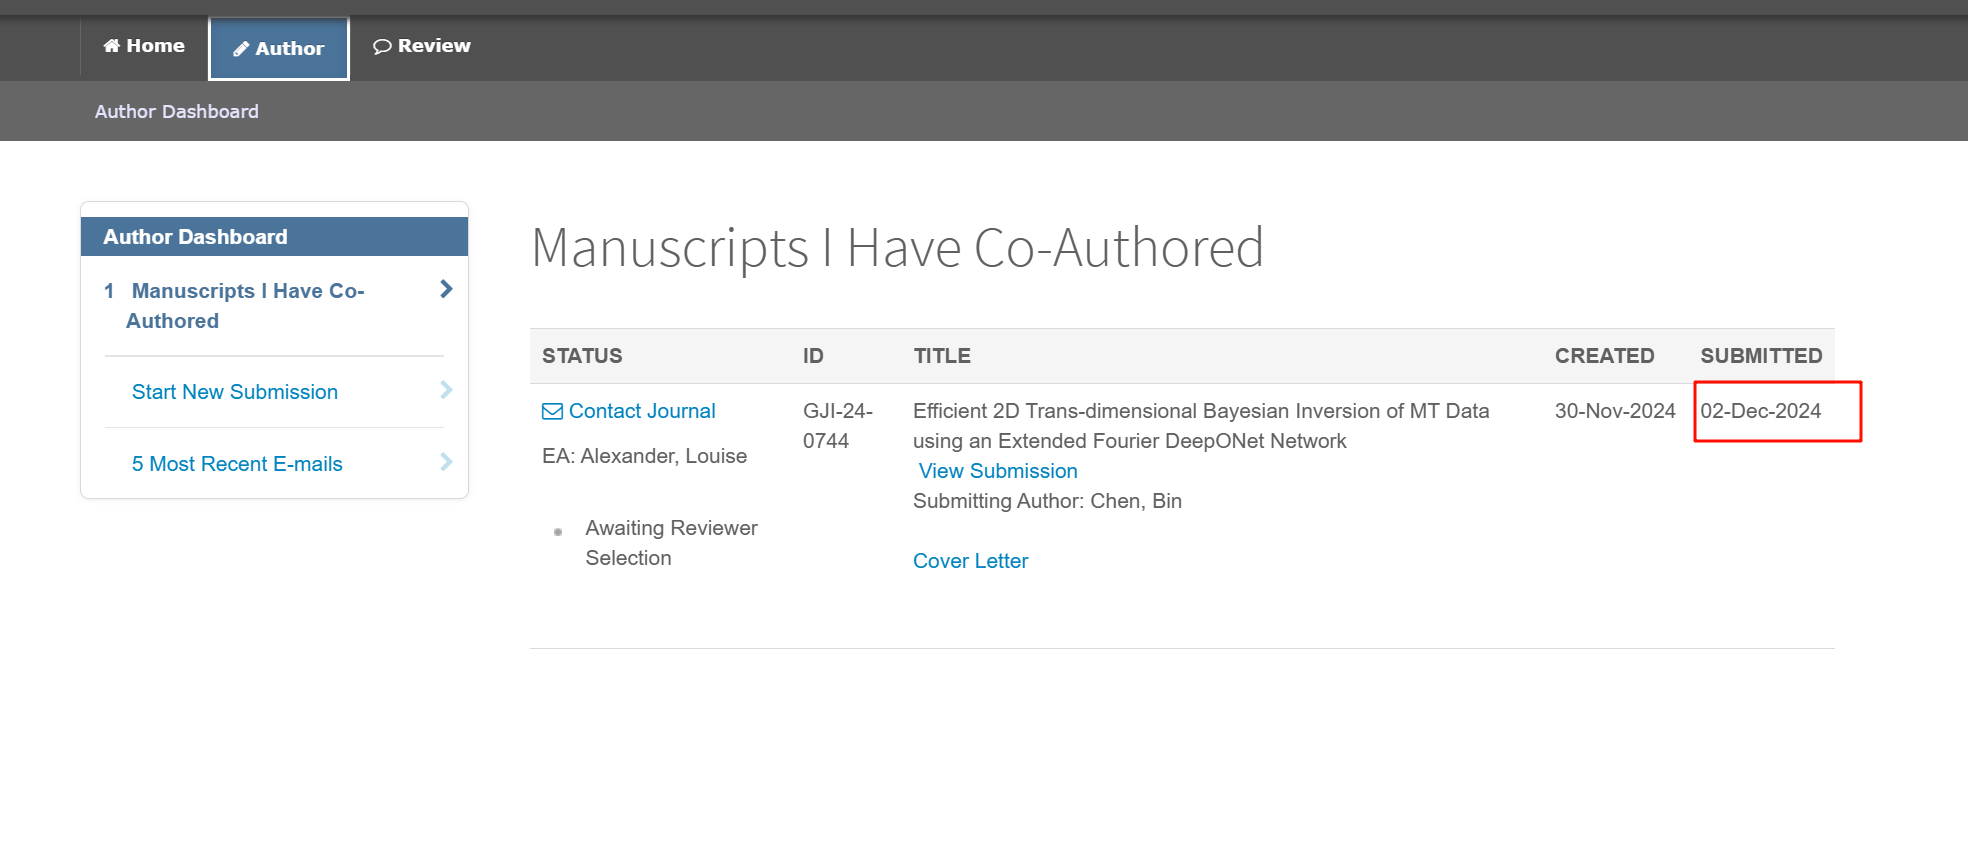 Home Author Review
Author Dashboard
Author Dashboard
1 Manuscripts I Have Co-
Authored
Start New Submission
5 Most Recent E-mails
Manuscripts I Have Co-Authored
STATUS ID TITLE CREATED SUBMITTED
Contact Journal GJI-24- Efficient 2D Trans-dimensional Bayesian Inversion of MT Data 30-Nov-2024 02-Dec-2024
0744 using an Extended Fourier DeepONet Network
EA: Alexander, Louise
View Submission
Submitting Author: Chen, Bin
Awaiting Reviewer
Selection
Cover Letter